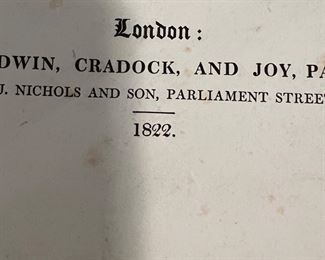 London:
DWIN, CRADOCK, AND JOY, PA
J. NICHOLS AND SON, PARLIAMENT STREET
1822.